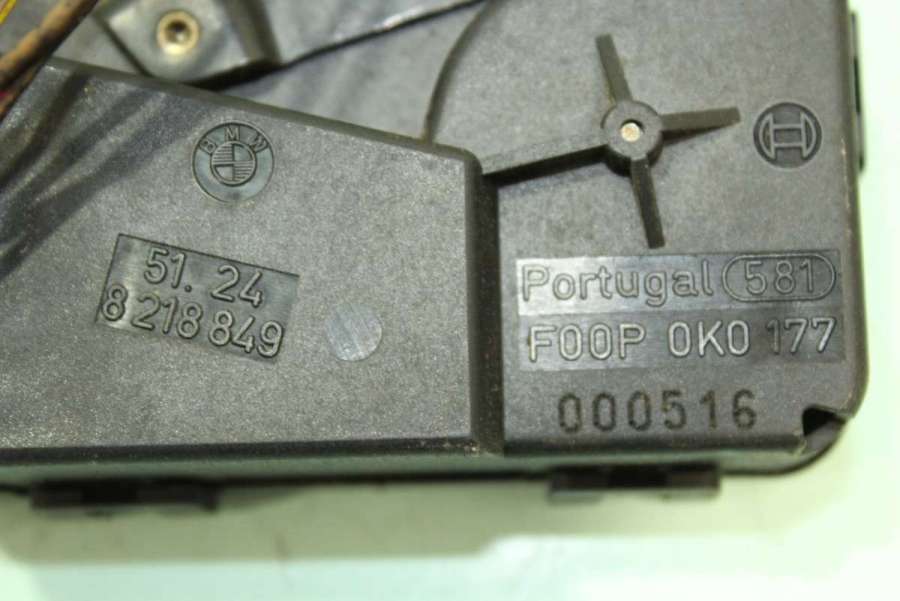 BMW
51. 24
8 218 849
Portugal 581
F00P 0K0 177
000516